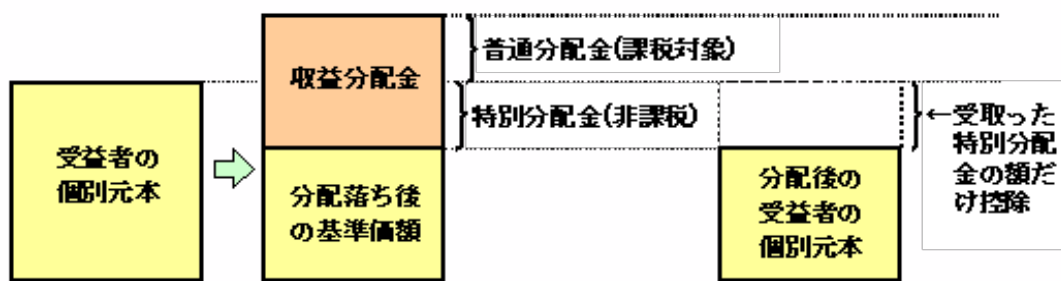 受益者の
個別元本
収益分配金
分配落ち後
の基準価額
普通分配金(課税対象)
特別分配金(非課税)
分配後の
受益者の
個別元本
←受取った
特別分配
金の額だ
け控除